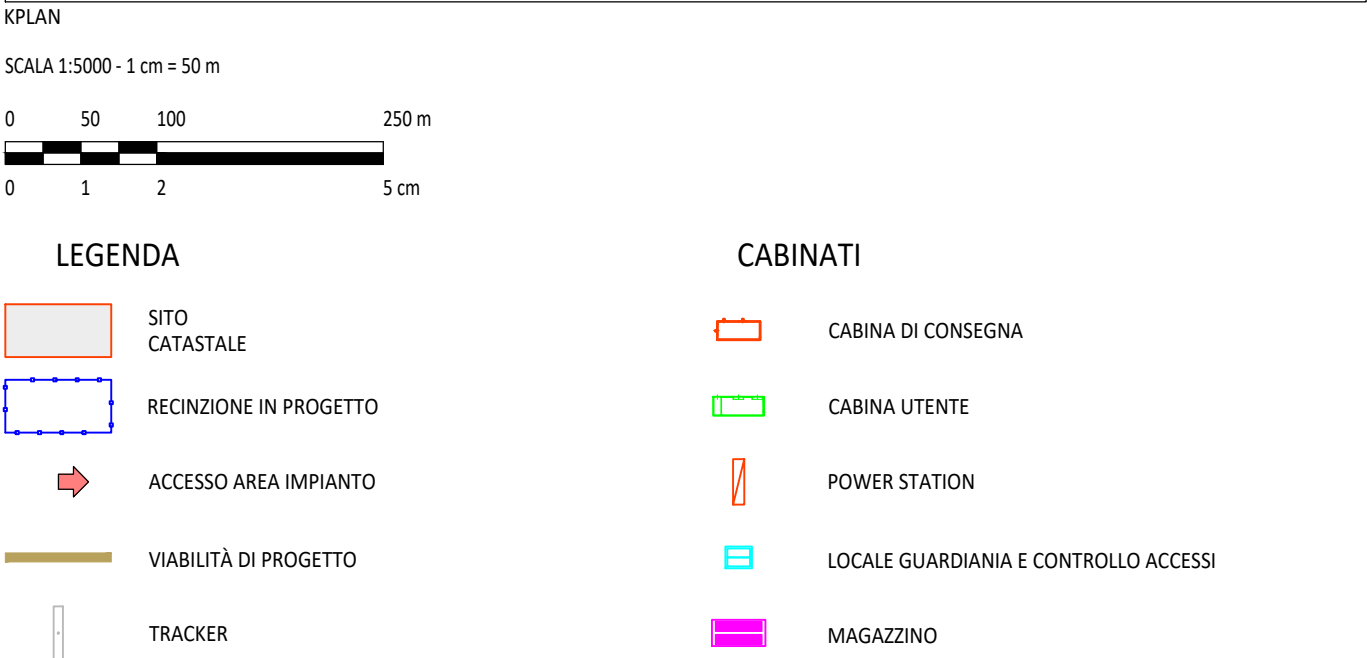 KPLAN
SCALA 1:5000 - 1 cm = 50 m
0 50 100 250 m
0 1 2 5 cm
LEGENDA
SITO
CATASTALE
RECINZIONE IN PROGETTO
ACCESSO AREA IMPIANTO
VIABILITÀ DI PROGETTO
TRACKER
CABINATI
CABINA DI CONSEGNA
CABINA UTENTE
POWER STATION
LOCALE GUARDIANIA E CONTROLLO ACCESSI
MAGAZZINO